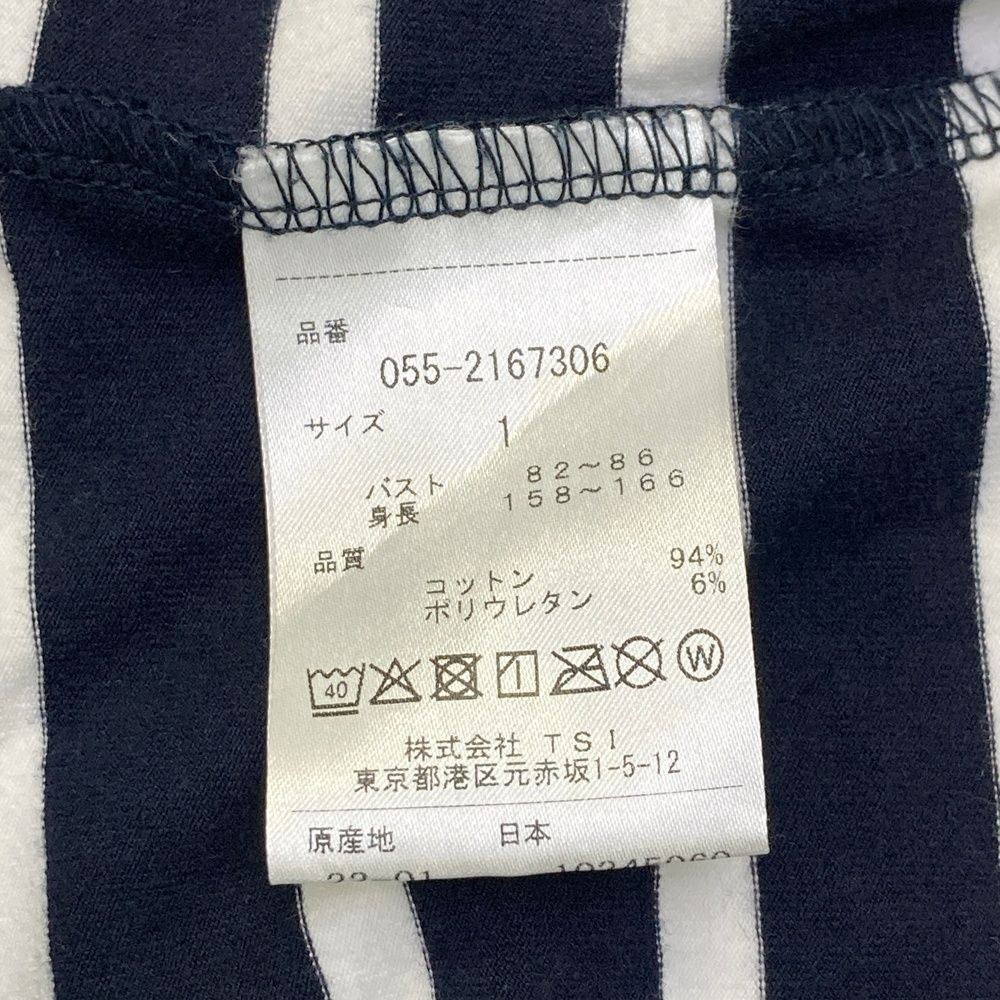 品番
055-2167306
サイズ 1
バスト 82～86
身長 158～166
品質
コットン 94%
ポリウレタン 6%
40 W
株式会社 TSI
東京都港区元赤坂1-5-12
原産地 日本